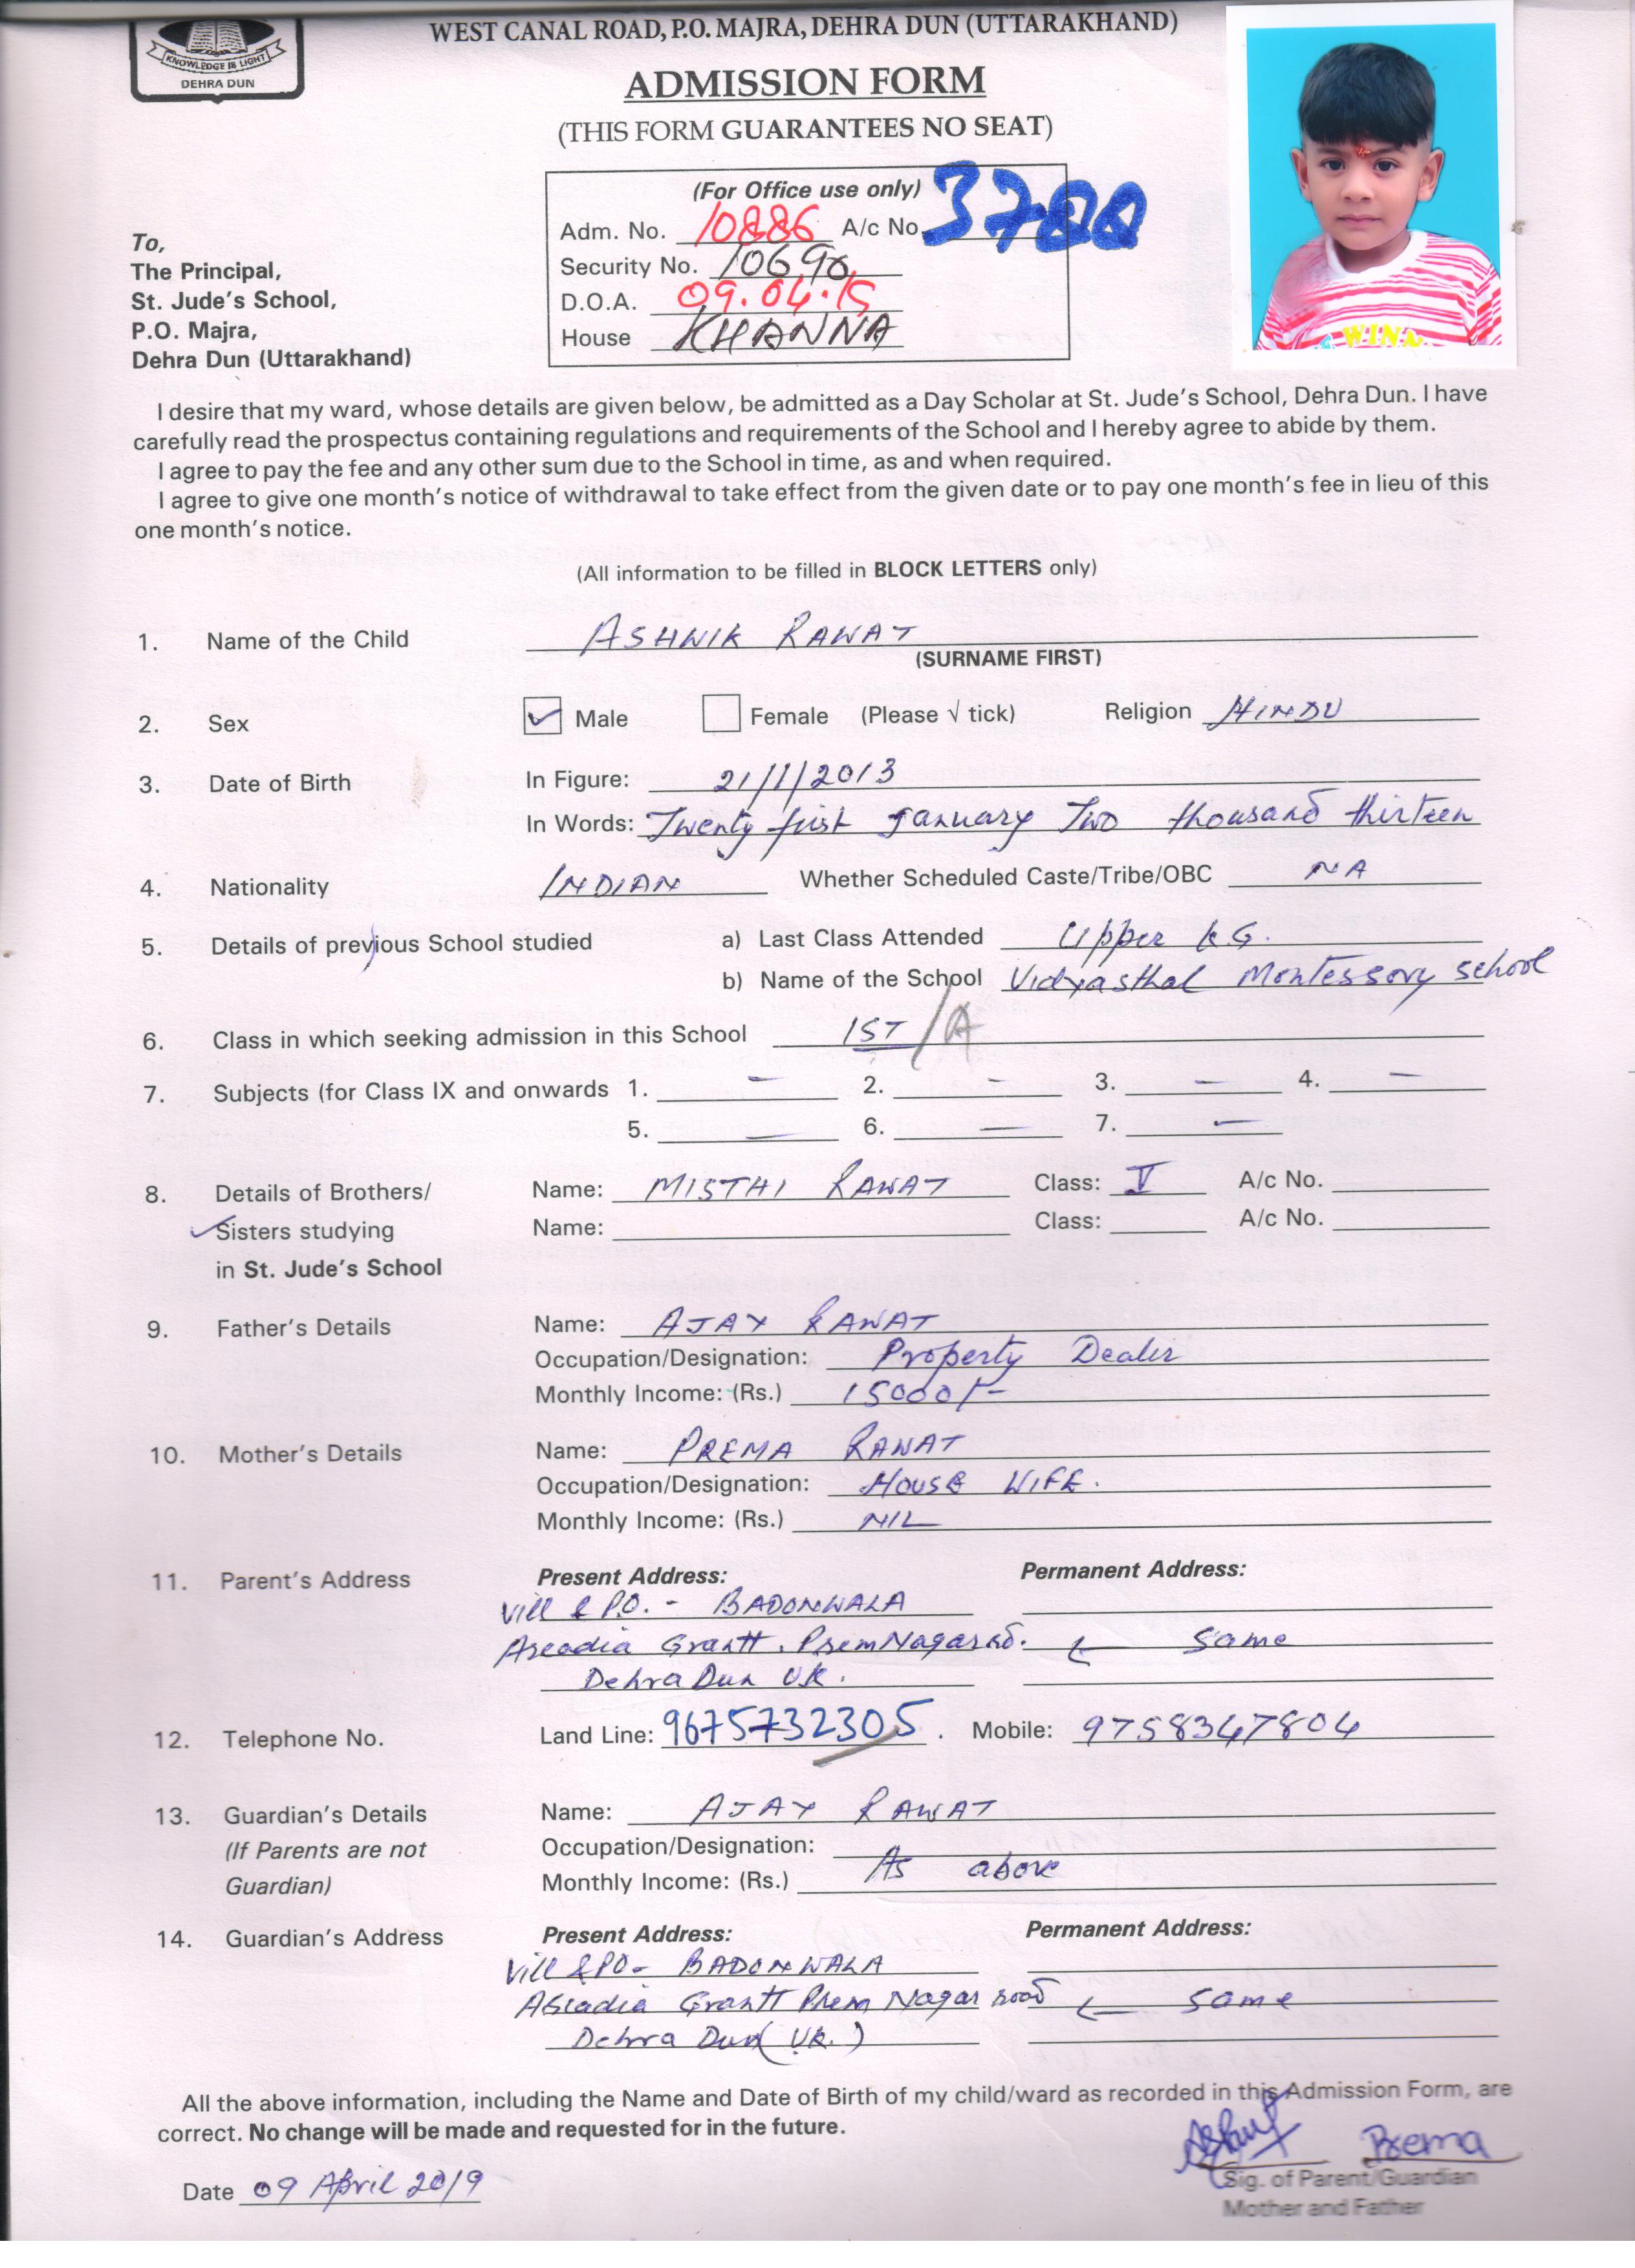 WEST CANAL ROAD, P.O. MAJRA, DEHRA DUN (UTTARAKHAND)
KNOWLEDGE IS LIGHT
DEHRA DUN
ADMISSION FORM
(THIS FORM GUARANTEES NO SEAT)
(For Office use only)
Adm. No. 10886 A/c No. 3788
Security No. 10690
D.O.A. 09.04.15
House KHANNA
To,
The Principal,
St. Jude's School,
P.O. Majra,
Dehra Dun (Uttarakhand)
I desire that my ward, whose details are given below, be admitted as a Day Scholar at St. Jude's School, Dehra Dun. I have
carefully read the prospectus containing regulations and requirements of the School and I hereby agree to abide by them.
I agree to pay the fee and any other sum due to the School in time, as and when required.
I agree to give one month's notice of withdrawal to take effect from the given date or to pay one month's fee in lieu of this
one month's notice.
(All information to be filled in BLOCK LETTERS only)
1. Name of the Child ASHWIK RAWAT
(SURNAME FIRST)
2. Sex ✓ Male Female (Please √ tick) Religion HINDU
3. Date of Birth In Figure: 21/1/2013
In Words: Twenty first January Two thousand thirteen
4. Nationality INDIAN Whether Scheduled Caste/Tribe/OBC NA
5. Details of previous School studied a) Last Class Attended Upper K.G.
b) Name of the School Vidyasthal Montessory School
6. Class in which seeking admission in this School 1ST/A
7. Subjects (for Class IX and onwards 1. - 2. - 3. - 4. -
5. - 6. - 7. -
8. Details of Brothers/ Name: MISTHI RAWAT Class: V A/c No.
✓Sisters studying Name: Class: A/c No.
in St. Jude's School
9. Father's Details Name: AJAY RAWAT
Occupation/Designation: Property Dealer
Monthly Income: (Rs.) 15000/-
10. Mother's Details Name: PREMA RAWAT
Occupation/Designation: HOUSE WIFE.
Monthly Income: (Rs.) NIL
11. Parent's Address Present Address: Permanent Address:
Vill & P.O. - BADONWALA
Arcadia Grantt. PremNagar rd. ← Same
Dehra Dun U.K.
12. Telephone No. Land Line: 9675732305. Mobile: 9758347804
13. Guardian's Details Name: AJAY RAWAT
(If Parents are not Occupation/Designation:
Guardian) Monthly Income: (Rs.) As above
14. Guardian's Address Present Address: Permanent Address:
Vill & PO - BADONWALA
Arcadia Grantt Prem Nagar road ← Same
Dehra Dun (UK.)
All the above information, including the Name and Date of Birth of my child/ward as recorded in this Admission Form, are
correct. No change will be made and requested for in the future.
Prema
Sig. of Parent/Guardian
Date 09 April 2019
Mother and Father